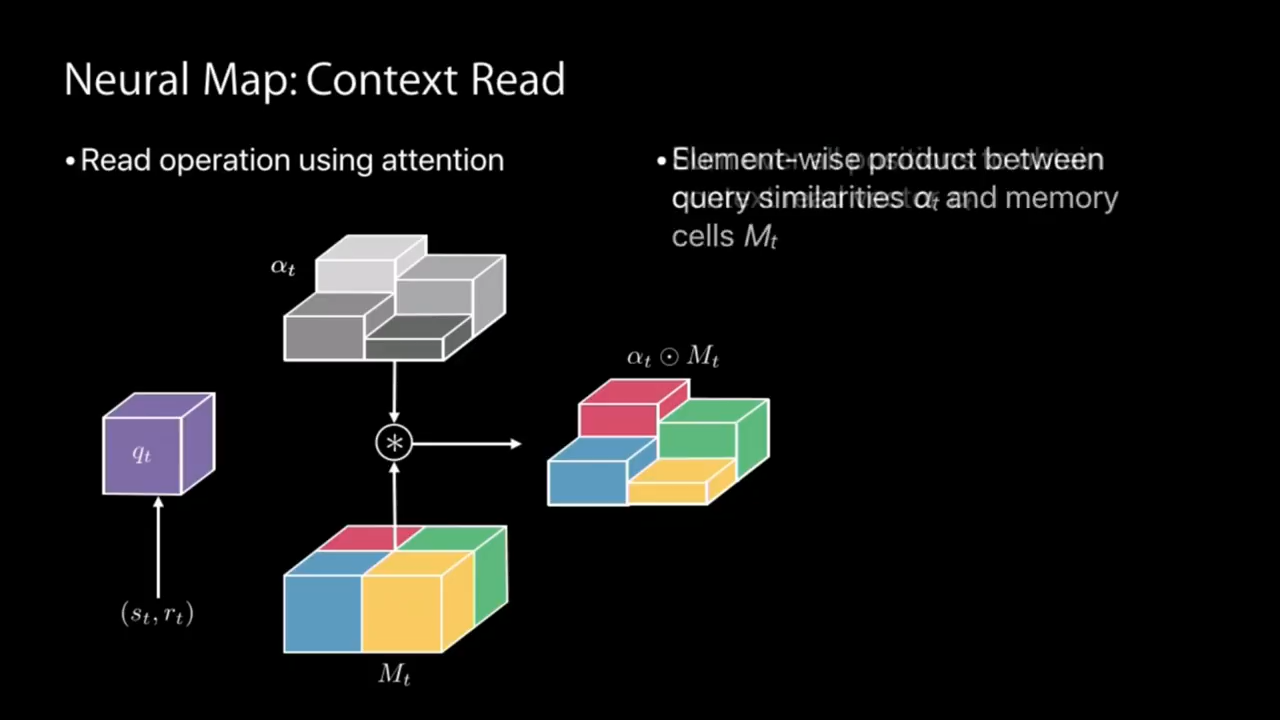 Neural Map: Context Read
•Read operation using attention
•Element-wise product between
query similarities αₜ and memory
cells Mₜ
αₜ
αₜ ⊙ Mₜ
qₜ
(sₜ, rₜ)
Mₜ